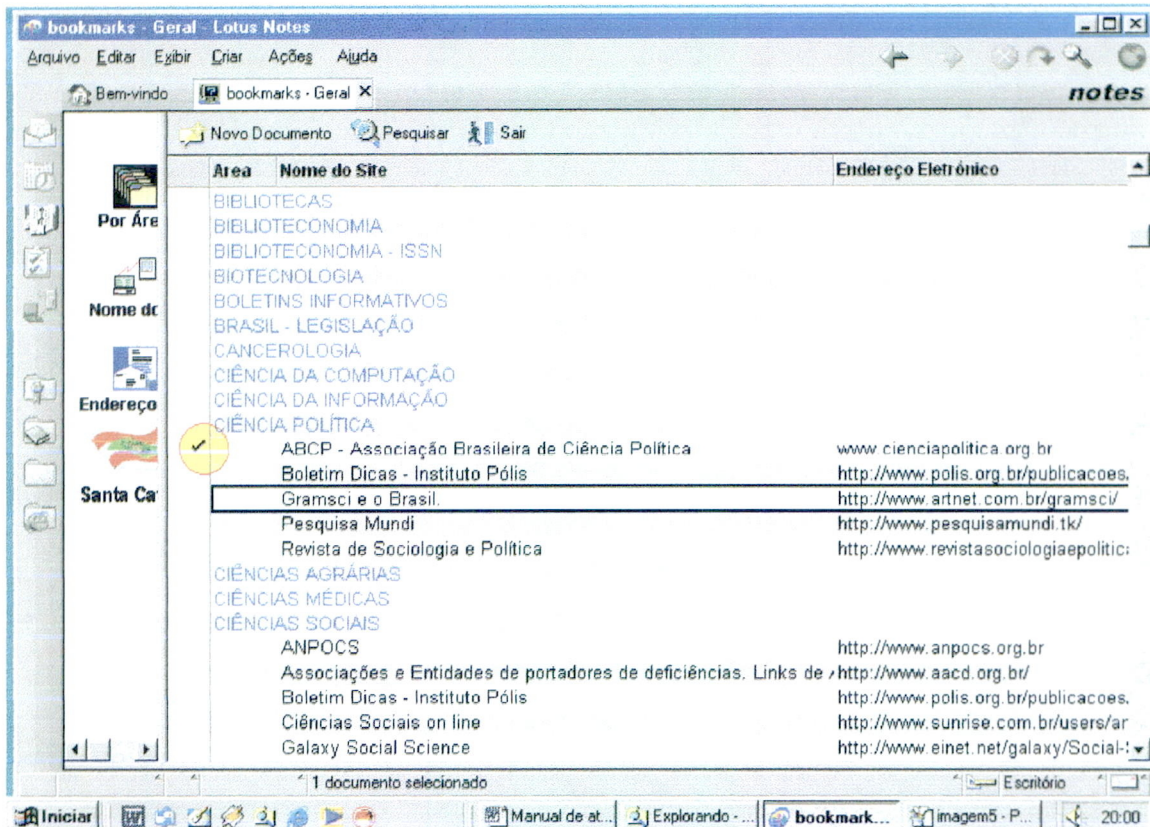 bookmarks - Geral - Lotus Notes
Arquivo Editar Exibir Criar Ações Ajuda
Bem-vindo bookmarks - Geral
notes
Novo Documento Pesquisar Sair
Area Nome do Site Endereço Eletrónico
BIBLIOTECAS
BIBLIOTECONOMIA
BIBLIOTECONOMIA - ISSN
BIOTECNOLOGIA
BOLETINS INFORMATIVOS
BRASIL - LEGISLAÇÃO
CANCEROLOGIA
CIÊNCIA DA COMPUTAÇÃO
CIÊNCIA DA INFORMAÇÃO
CIÊNCIA POLÍTICA
ABCP - Associação Brasileira de Ciência Política www.cienciapolitica.org.br
Boletim Dicas - Instituto Pólis http://www.polis.org.br/publicacoes.
Gramsci e o Brasil. http://www.artnet.com.br/gramsci/
Pesquisa Mundi http://www.pesquisamundi.tk/
Revista de Sociologia e Política http://www.revistasociologiaepolitic
CIÊNCIAS AGRÁRIAS
CIÊNCIAS MÉDICAS
CIÊNCIAS SOCIAIS
ANPOCS http://www.anpocs.org.br
Associações e Entidades de portadores de deficiências. Links de http://www.aacd.org.br/
Boletim Dicas - Instituto Pólis http://www.polis.org.br/publicacoes.
Ciências Sociais on line http://www.sunrise.com.br/users/ar
Galaxy Social Science http://www.einet.net/galaxy/Social-
Por Áre
Nome do
Endereço
Santa Ca
1 documento selecionado Escritório
Iniciar Manual de at... Explorando - ... bookmark... imagem5 - P... 20:00